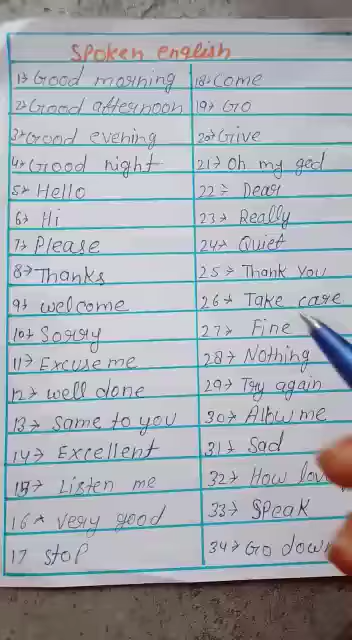 Spoken english
1→ Good morning
2→ Good afternoon
3→ Good evening
4→ Good night
5→ Hello
6→ Hi
7→ Please
8→ Thanks
9→ welcome
10→ Sorry
11→ Excuse me
12→ well done
13→ Same to you
14→ Excellent
15→ Listen me
16→ very good
17 Stop
18→ Come
19→ Go
20→ Give
21→ Oh my god
22→ Dear
23→ Really
24→ Quiet
25→ Thank you
26→ Take care
27→ Fine
28→ Nothing
29→ Try again
30→ Allow me
31→ Sad
32→ How
33→ Speak
34→ Go down